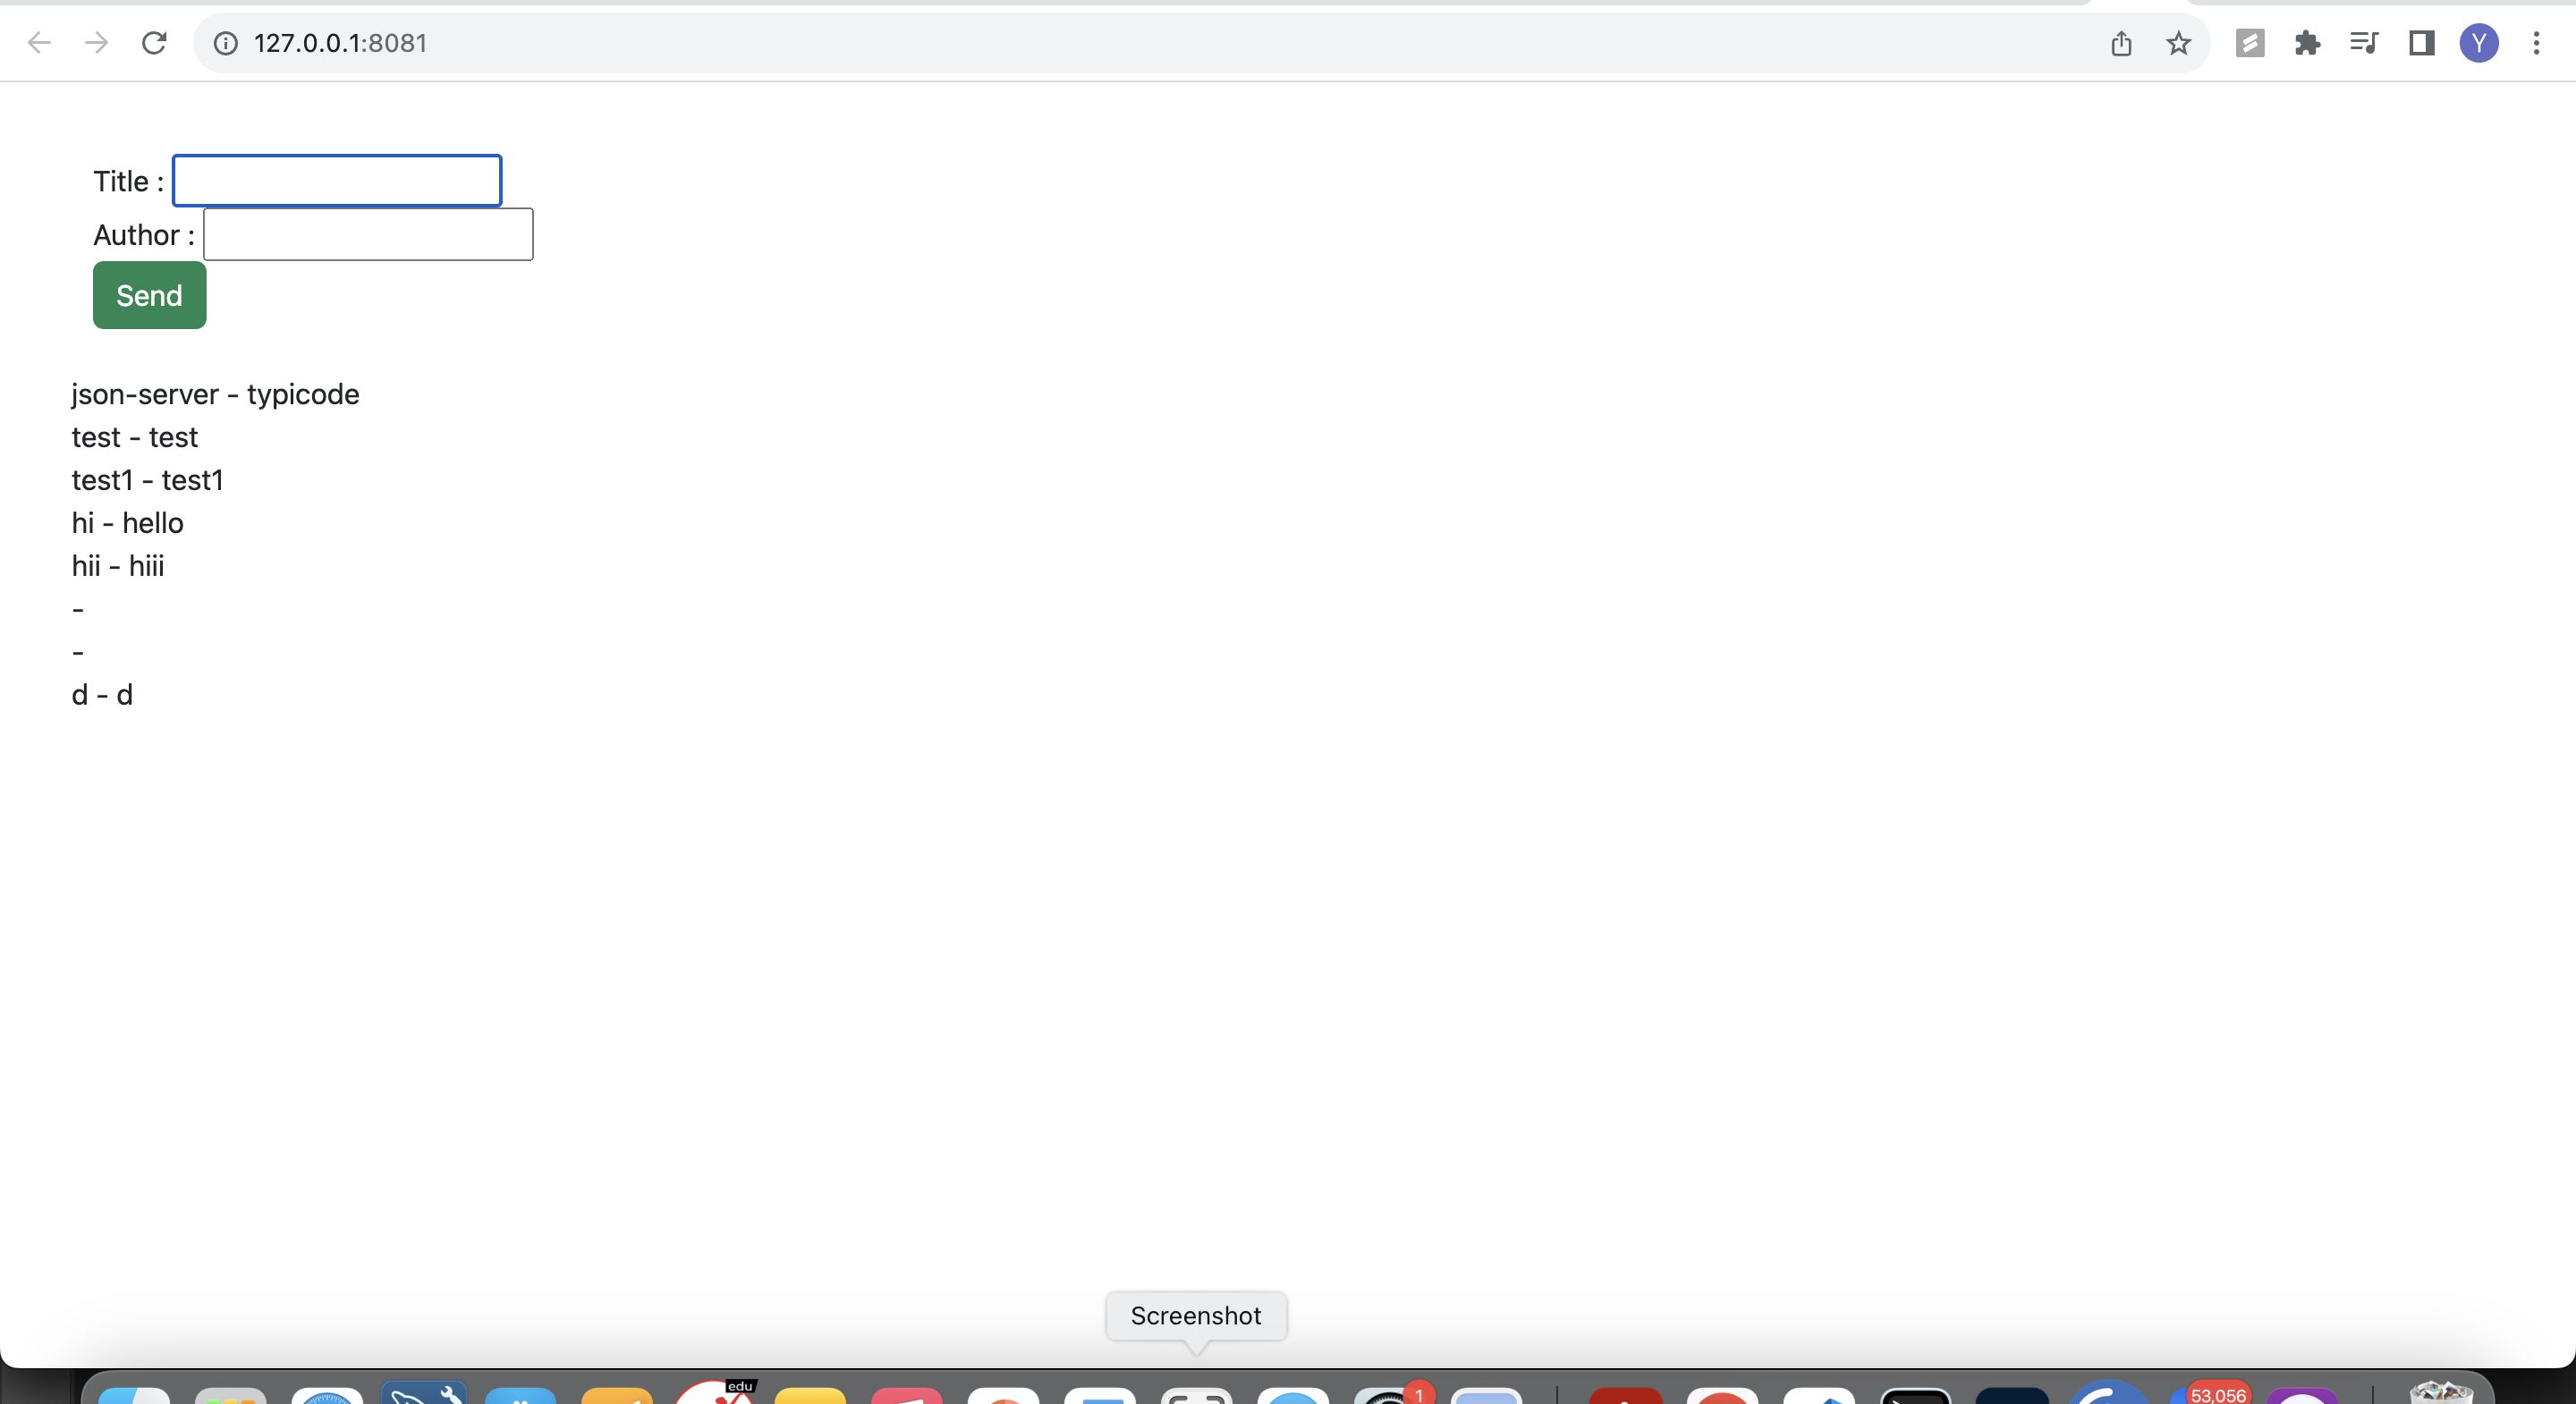 127.0.0.1:8081
Y
Title :
Author :
Send
json-server - typicode
test - test
test1 - test1
hi - hello
hii - hiii
-
-
d - d
Screenshot
edu
1
53,056